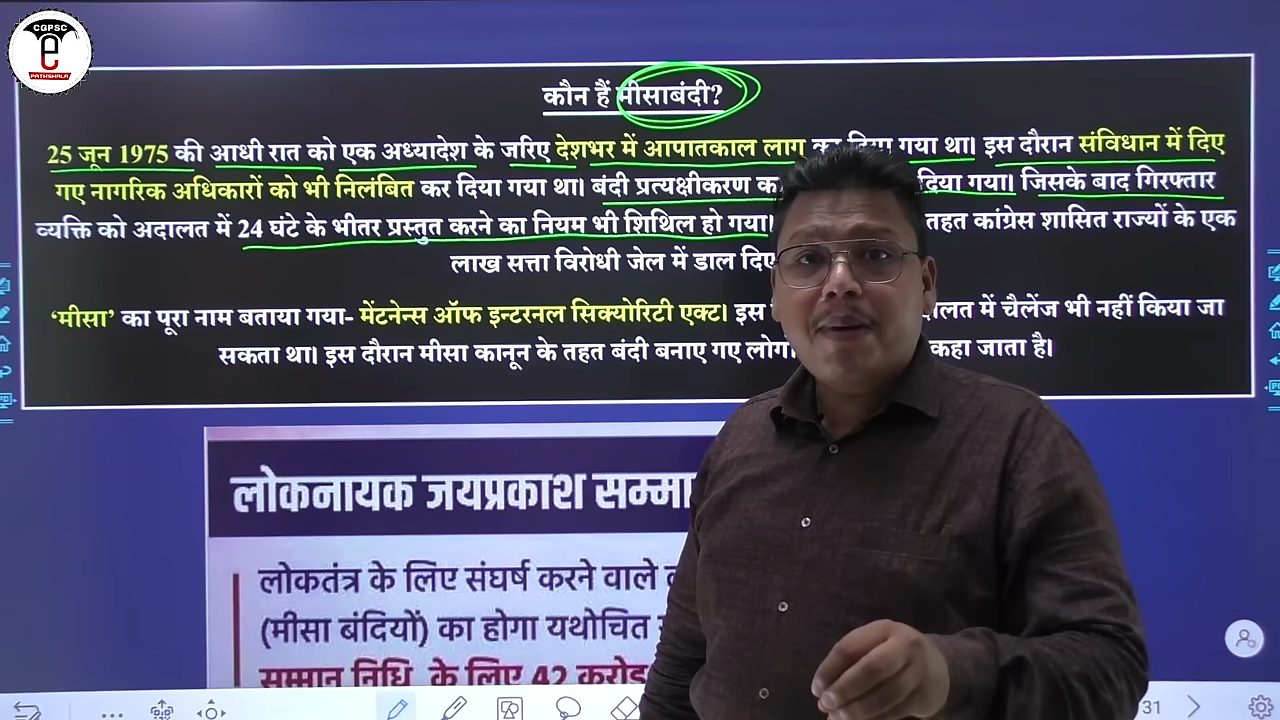 CGPSC
e
PATHSHALA
कौन हैं मीसाबंदी?
25 जून 1975 की आधी रात को एक अध्यादेश के जरिए देशभर में आपातकाल लागू कर दिया गया था। इस दौरान संविधान में दिए
गए नागरिक अधिकारों को भी निलंबित कर दिया गया था। बंदी प्रत्यक्षीकरण का दिया गया। जिसके बाद गिरफ्तार
व्यक्ति को अदालत में 24 घंटे के भीतर प्रस्तुत करने का नियम भी शिथिल हो गया। तहत कांग्रेस शासित राज्यों के एक
लाख सत्ता विरोधी जेल में डाल दिए
‘मीसा’ का पूरा नाम बताया गया- मेंटनेन्स ऑफ इन्टरनल सिक्योरिटी एक्ट। इस में चैलेंज भी नहीं किया जा
सकता था। इस दौरान मीसा कानून के तहत बंदी बनाए गए कहा जाता है।
लोकनायक जयप्रकाश
लोकतंत्र के लिए संघर्ष करने वाले
(मीसा बंदियों) का होगा यथोचित
सम्मान निधि के लिए 42 करोड़
31